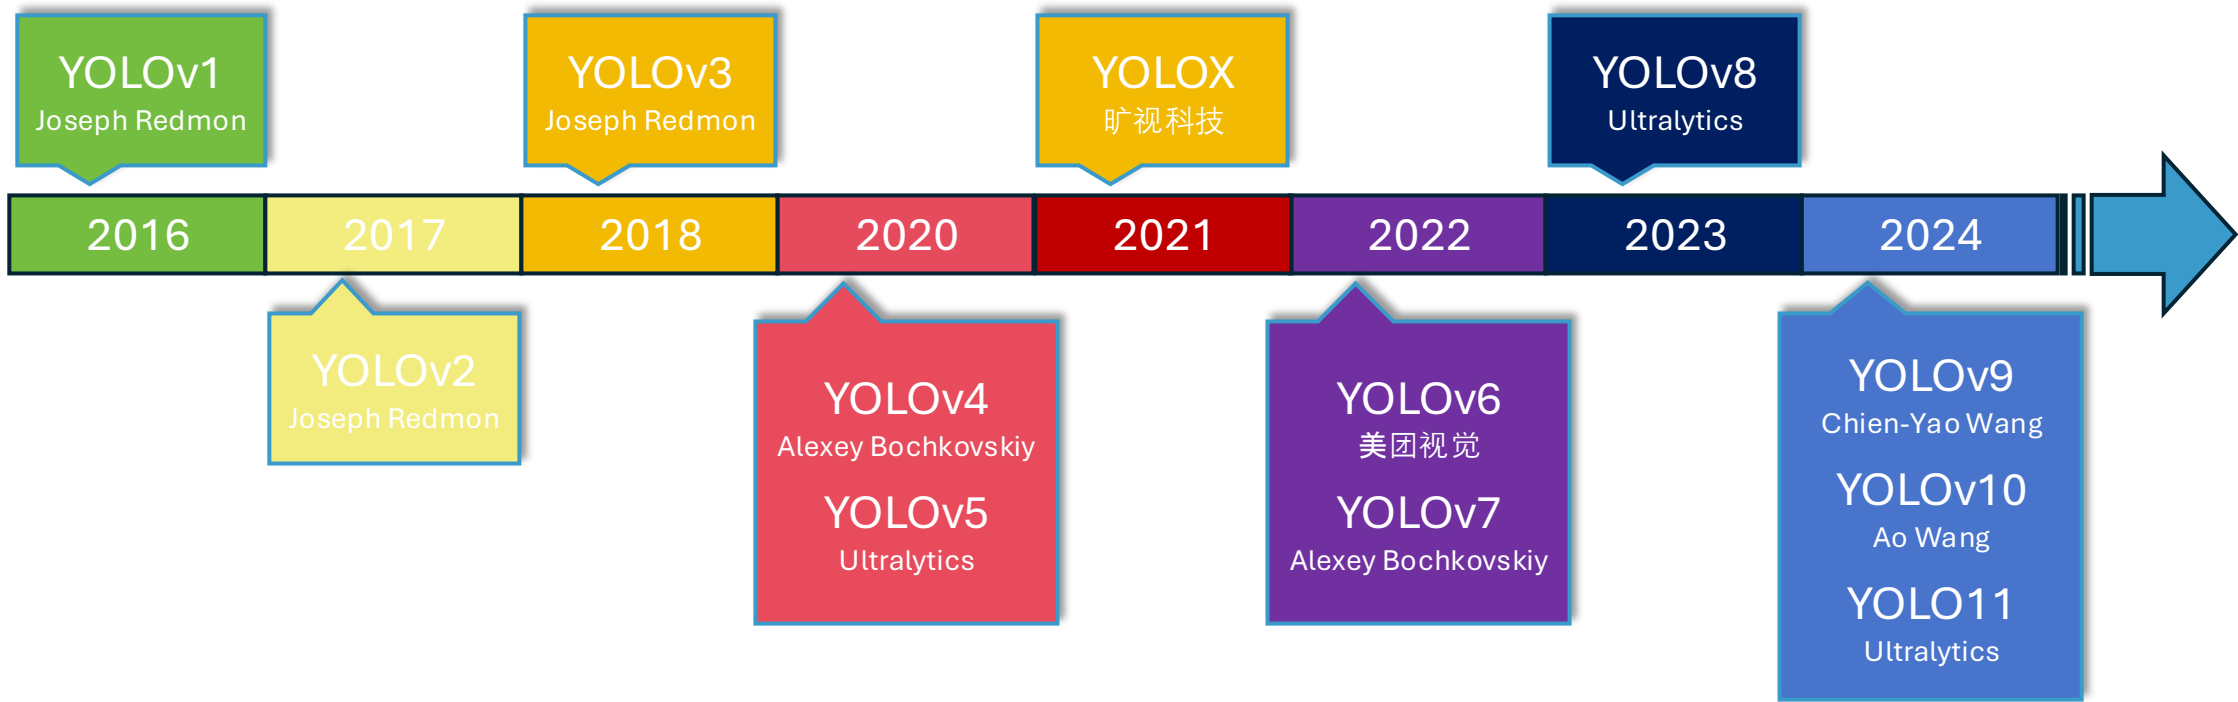 YOLOv1
Joseph Redmon
YOLOv3
Joseph Redmon
YOLOX
旷视科技
YOLOv8
Ultralytics
2016
2017
2018
2020
2021
2022
2023
2024
YOLOv2
Joseph Redmon
YOLOv4
Alexey Bochkovskiy
YOLOv5
Ultralytics
YOLOv6
美团视觉
YOLOv7
Alexey Bochkovskiy
YOLOv9
Chien-Yao Wang
YOLOv10
Ao Wang
YOLO11
Ultralytics